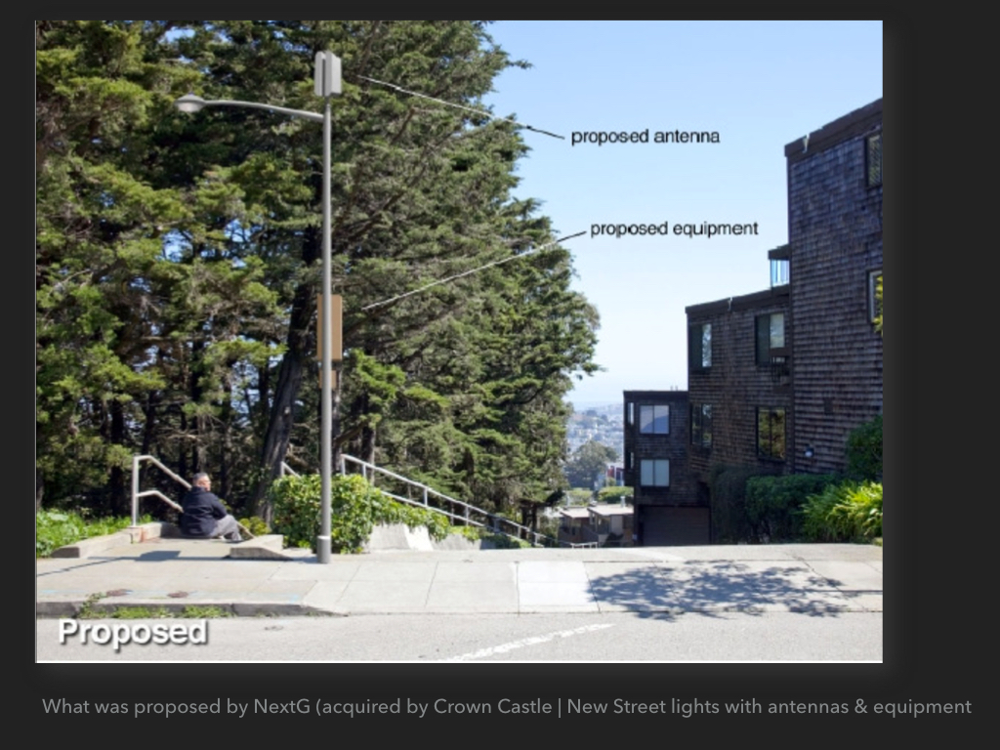 proposed antenna
proposed equipment
Proposed
What was proposed by NextG (acquired by Crown Castle | New Street lights with antennas & equipment